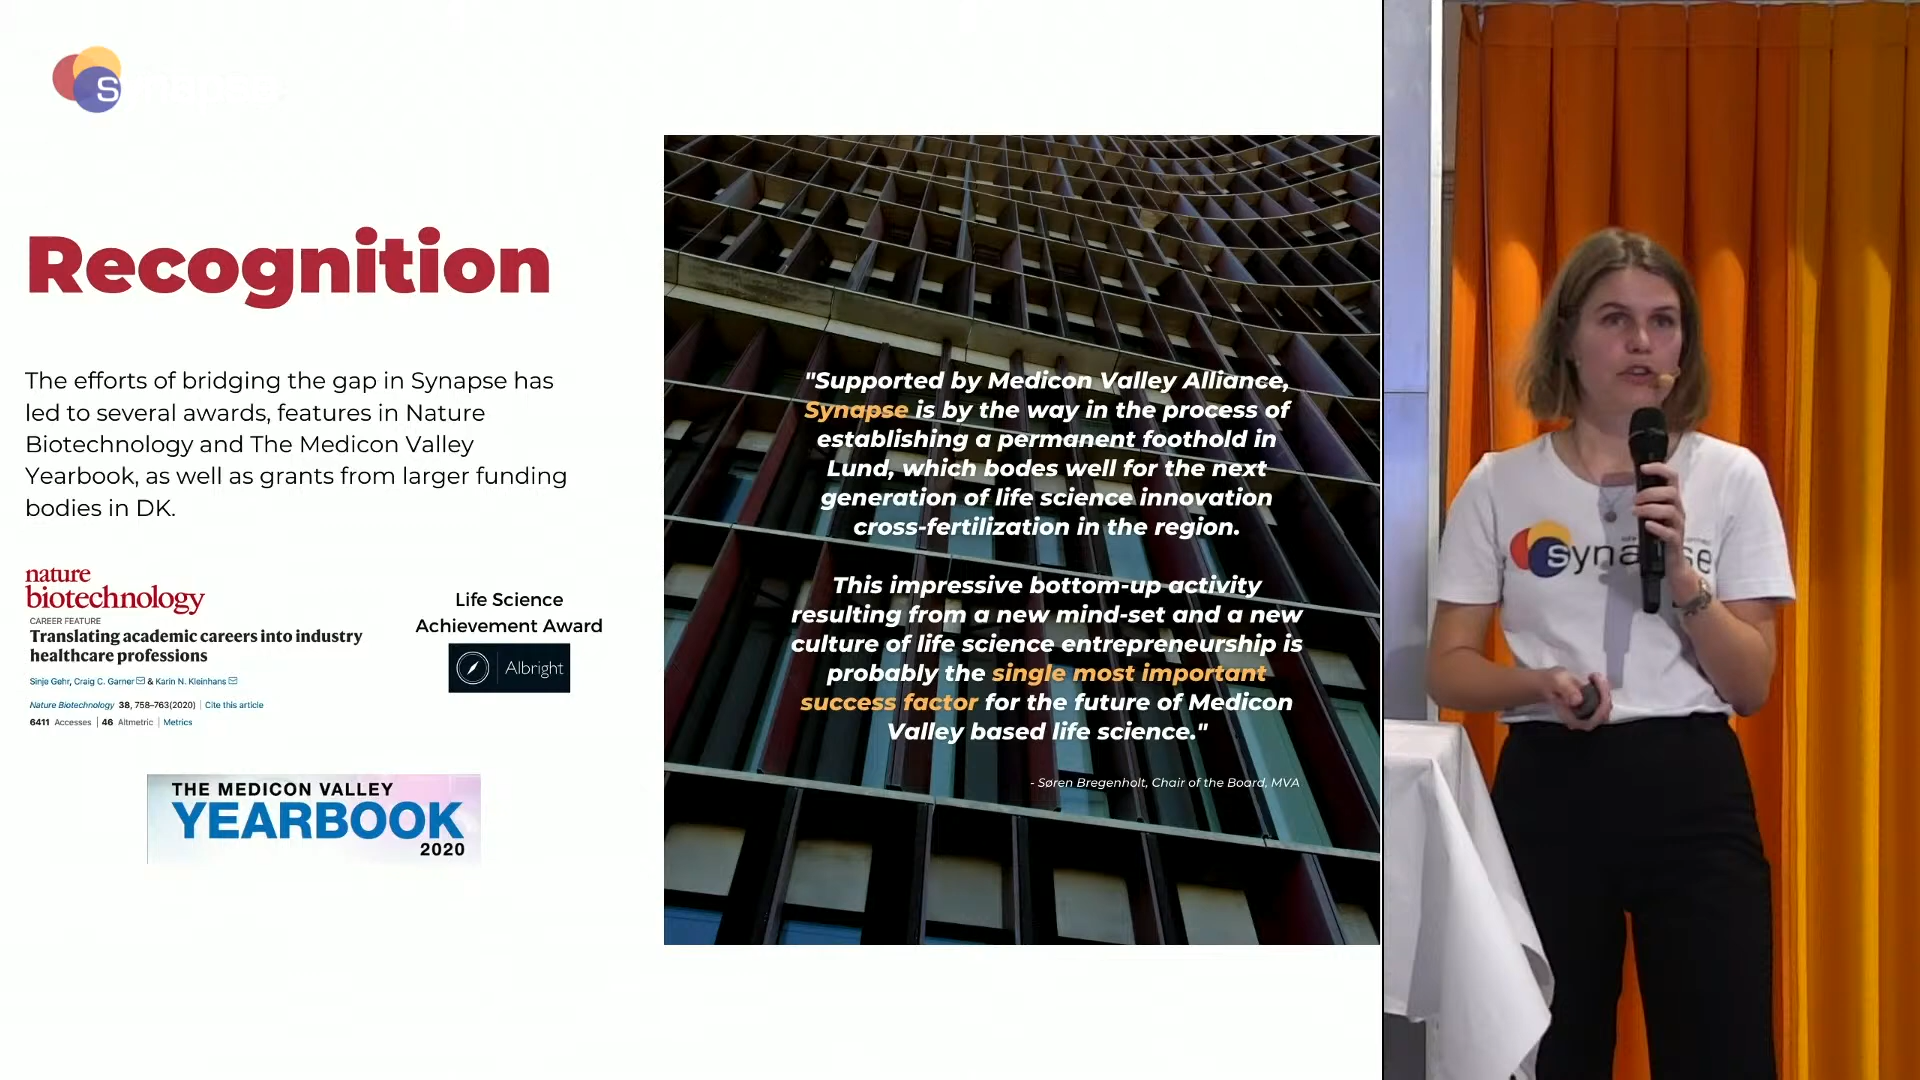 s
Recognition
The efforts of bridging the gap in Synapse has
led to several awards, features in Nature
Biotechnology and The Medicon Valley
Yearbook, as well as grants from larger funding
bodies in DK.
nature
biotechnology
CAREER FEATURE
Translating academic careers into industry
healthcare professions
Sinje Gehr, Craig C. Garner & Karin N. Kleinhans
Nature Biotechnology 38, 758–763(2020) | Cite this article
6411 Accesses | 46 Altmetric | Metrics
Life Science
Achievement Award
Albright
THE MEDICON VALLEY
YEARBOOK
2020
"Supported by Medicon Valley Alliance,
Synapse is by the way in the process of
establishing a permanent foothold in
Lund, which bodes well for the next
generation of life science innovation
cross-fertilization in the region.
This impressive bottom-up activity
resulting from a new mind-set and a new
culture of life science entrepreneurship is
probably the single most important
success factor for the future of Medicon
Valley based life science."
- Søren Bregenholt, Chair of the Board, MVA
synapse